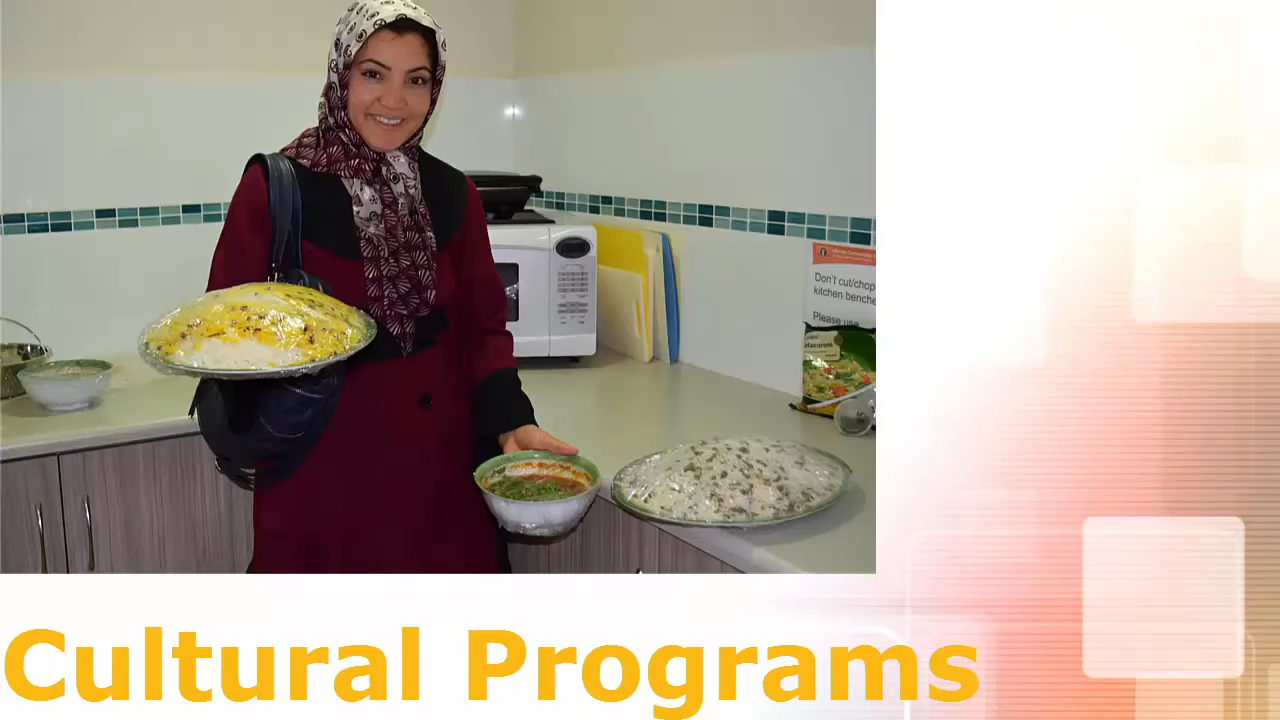 Don't cut/chop
kitchen benche
Please use
Macaroni
Cultural Programs